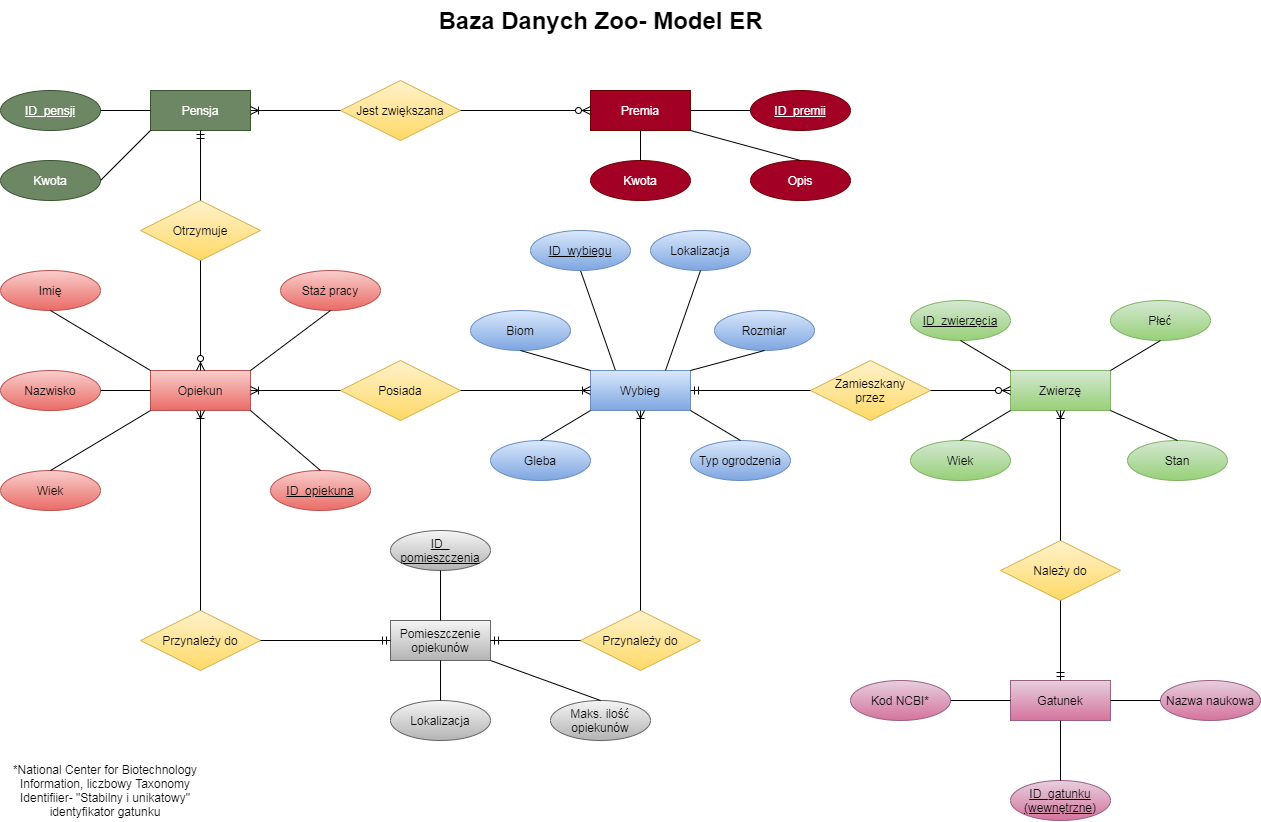 Baza Danych Zoo- Model ER
ID_pensji
Pensja
Jest zwiększana
Premia
ID_premii
Kwota
Kwota
Opis
Otrzymuje
ID_wybiegu
Lokalizacja
Imię
Staż pracy
Biom
Rozmiar
ID_zwierzęcia
Płeć
Nazwisko
Opiekun
Posiada
Wybieg
Zamieszkany
przez
Zwierzę
Wiek
ID_opiekuna
Gleba
Typ ogrodzenia
Wiek
Stan
ID_
pomieszczenia
Należy do
Przynależy do
Pomieszczenie
opiekunów
Przynależy do
Lokalizacja
Maks. ilość
opiekunów
Kod NCBI*
Gatunek
Nazwa naukowa
ID_gatunku
(wewnętrzne)
*National Center for Biotechnology
Information, liczbowy Taxonomy
Identifiier- "Stabilny i unikatowy"
identyfikator gatunku